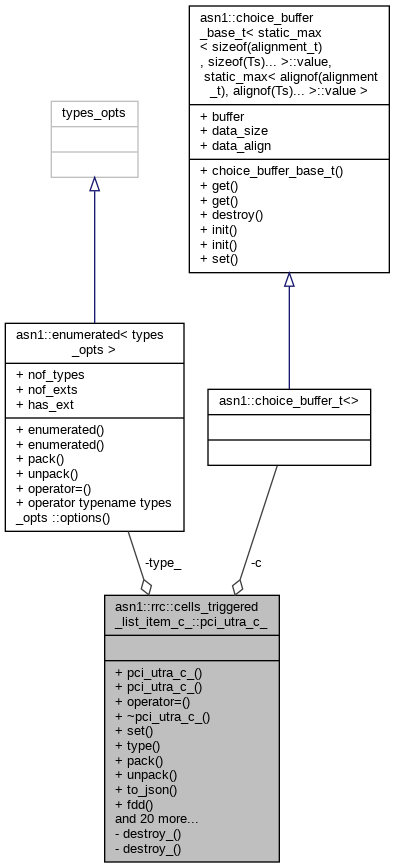 asn1::choice_buffer
_base_t< static_max
< sizeof(alignment_t)
, sizeof(Ts)... >::value,
static_max< alignof(alignment
_t), alignof(Ts)... >::value >
+ buffer
+ data_size
+ data_align
+ choice_buffer_base_t()
+ get()
+ get()
+ destroy()
+ init()
+ init()
+ set()
types_opts
asn1::enumerated< types
_opts >
+ nof_types
+ nof_exts
+ has_ext
+ enumerated()
+ enumerated()
+ pack()
+ unpack()
+ operator=()
+ operator typename types
_opts ::options()
asn1::choice_buffer_t<>
-type_
-c
asn1::rrc::cells_triggered
_list_item_c_::pci_utra_c_
+ pci_utra_c_()
+ pci_utra_c_()
+ operator=()
+ ~pci_utra_c_()
+ set()
+ type()
+ pack()
+ unpack()
+ to_json()
+ fdd()
and 20 more...
- destroy_()
- destroy_()